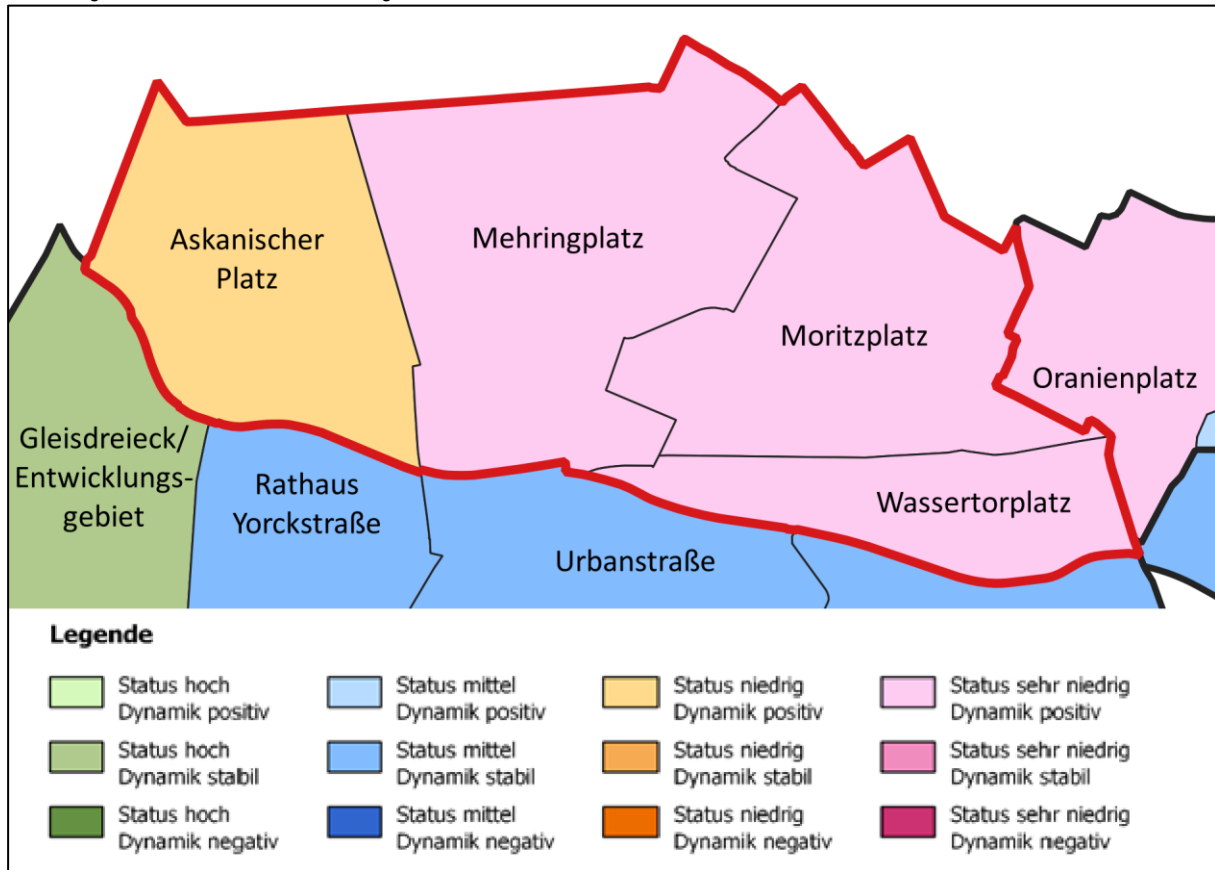 Askanischer
Platz
Mehringplatz
Moritzplatz
Oranienplatz
Gleisdreieck/
Entwicklungs-
gebiet
Rathaus
Yorckstraße
Urbanstraße
Wassertorplatz
Legende
Status hoch
Dynamik positiv
Status mittel
Dynamik positiv
Status niedrig
Dynamik positiv
Status sehr niedrig
Dynamik positiv
Status hoch
Dynamik stabil
Status mittel
Dynamik stabil
Status niedrig
Dynamik stabil
Status sehr niedrig
Dynamik stabil
Status hoch
Dynamik negativ
Status mittel
Dynamik negativ
Status niedrig
Dynamik negativ
Status sehr niedrig
Dynamik negativ